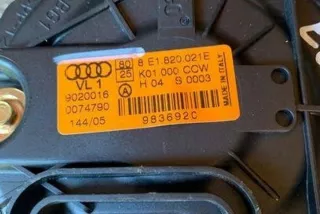 80 8 E1.820.021E
25 K01 000 CCW
VL 1 H 04 S 0003
9020016 A
0074790
144/05 983692C
MADE IN ITALY